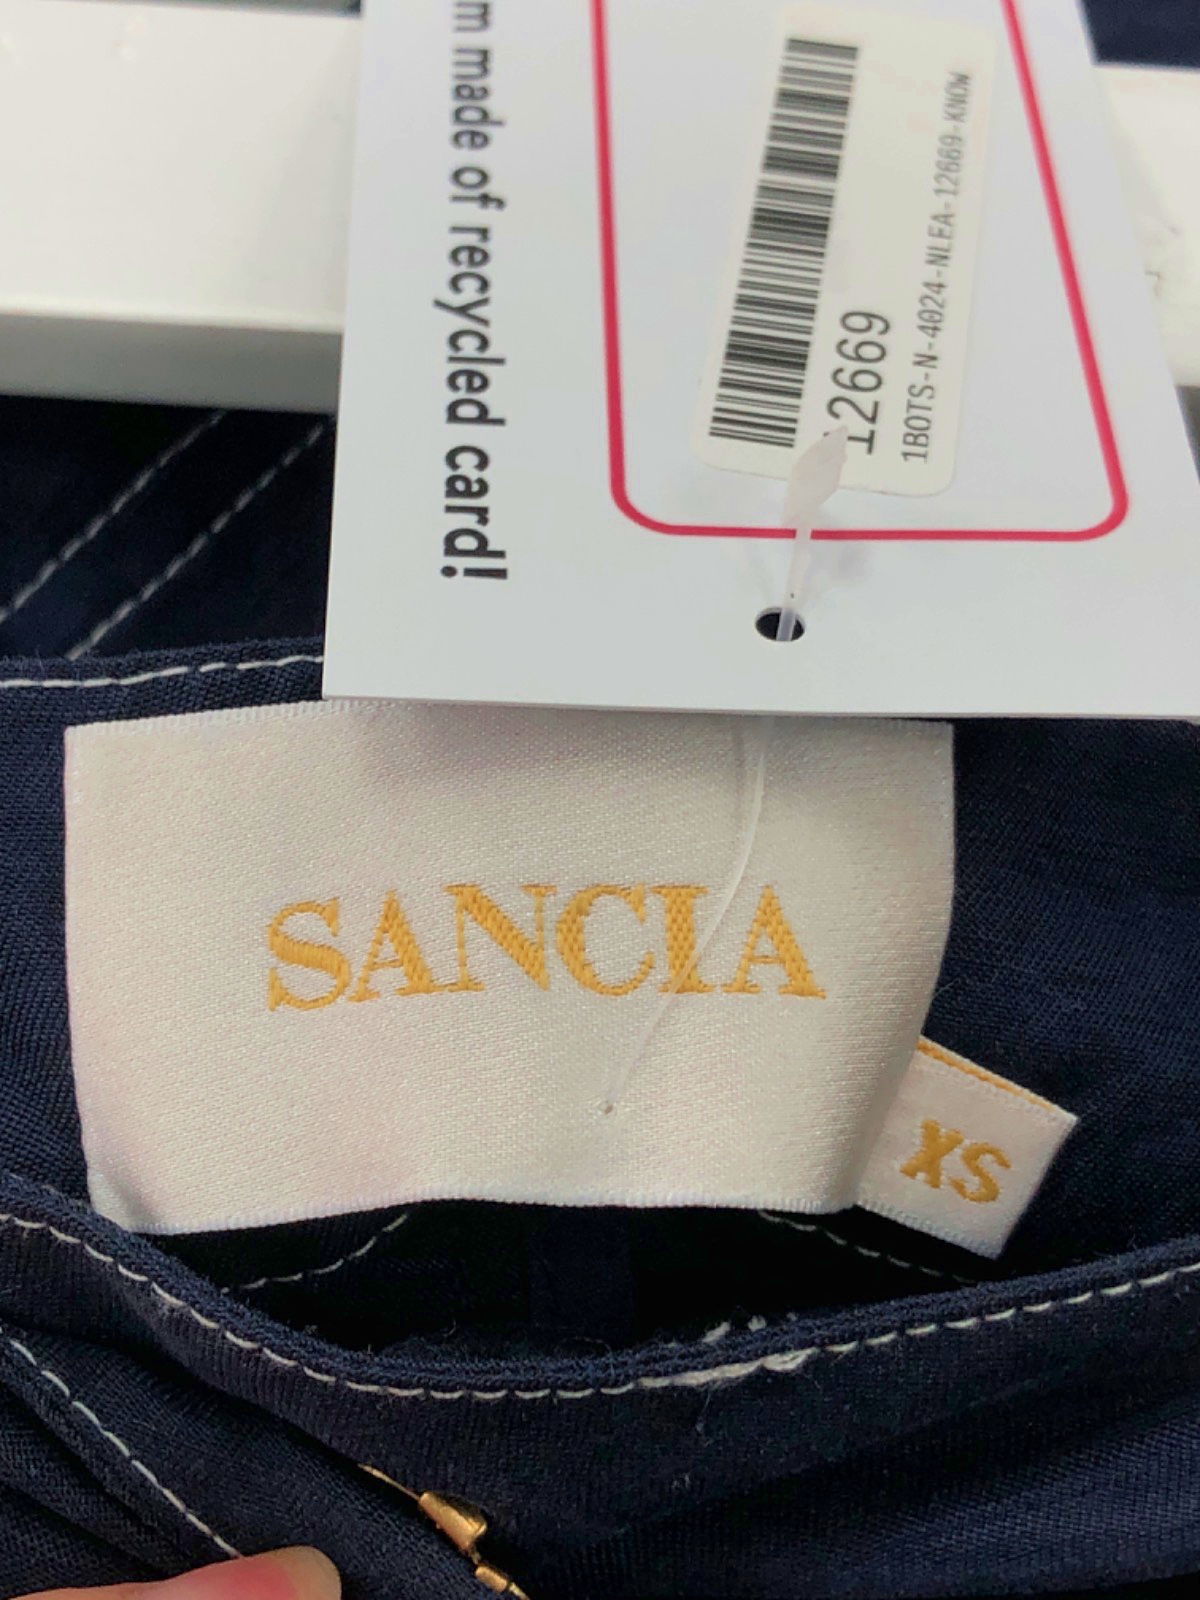 m made of recycled card!
12669
1BOTS-N-4024-NLEA-12669-KNOW
SANCIA
XS